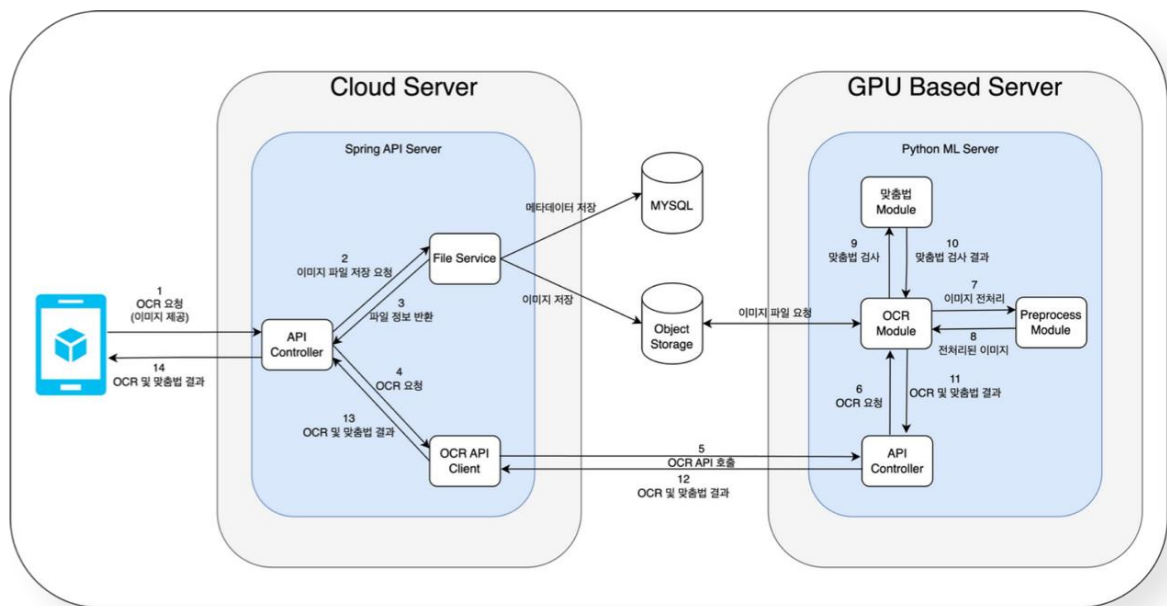 Cloud Server
GPU Based Server
Spring API Server
Python ML Server
맞춤법
Module
MYSQL
메타데이터 저장
2
이미지 파일 저장 요청
File Service
9
맞춤법 검사
10
맞춤법 검사 결과
3
파일 정보 반환
이미지 저장
7
이미지 전처리
1
OCR 요청
(이미지 제공)
API
Controller
Object
Storage
이미지 파일 요청
OCR
Module
Preprocess
Module
8
전처리된 이미지
14
OCR 및 맞춤법 결과
4
OCR 요청
6
OCR 요청
11
OCR 및 맞춤법 결과
13
OCR 및 맞춤법 결과
OCR API
Client
5
OCR API 호출
12
OCR 및 맞춤법 결과
API
Controller